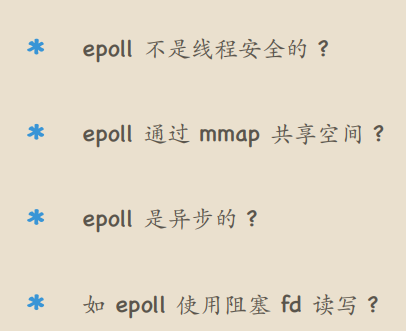 * epoll 不是线程安全的 ?
* epoll 通过 mmap 共享空间 ?
* epoll 是异步的 ?
* 如 epoll 使用阻塞 fd 读写 ?